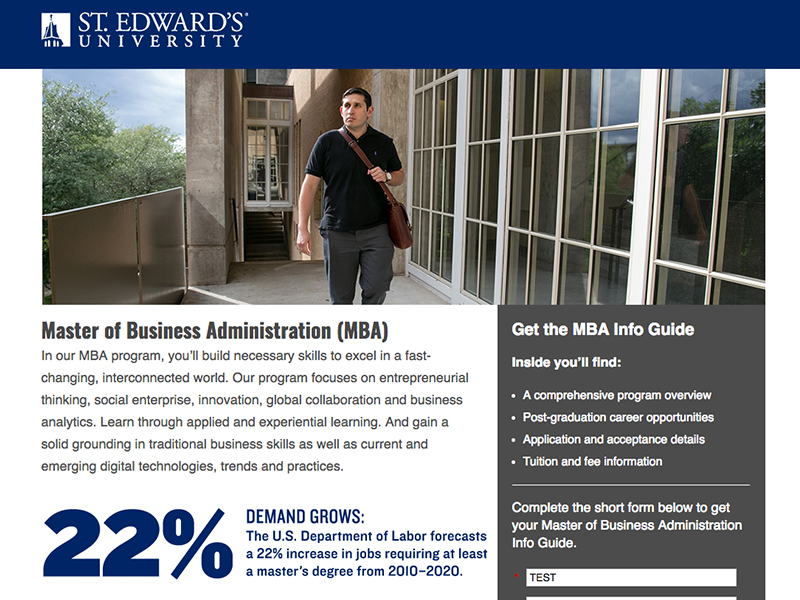 ST. EDWARD'S®
UNIVERSITY
Master of Business Administration (MBA)
In our MBA program, you'll build necessary skills to excel in a fast-
changing, interconnected world. Our program focuses on entrepreneurial
thinking, social enterprise, innovation, global collaboration and business
analytics. Learn through applied and experiential learning. And gain a
solid grounding in traditional business skills as well as current and
emerging digital technologies, trends and practices.
22%
DEMAND GROWS:
The U.S. Department of Labor forecasts
a 22% increase in jobs requiring at least
a master's degree from 2010–2020.
Get the MBA Info Guide
Inside you'll find:
• A comprehensive program overview
• Post-graduation career opportunities
• Application and acceptance details
• Tuition and fee information
Complete the short form below to get
your Master of Business Administration
Info Guide.
* TEST